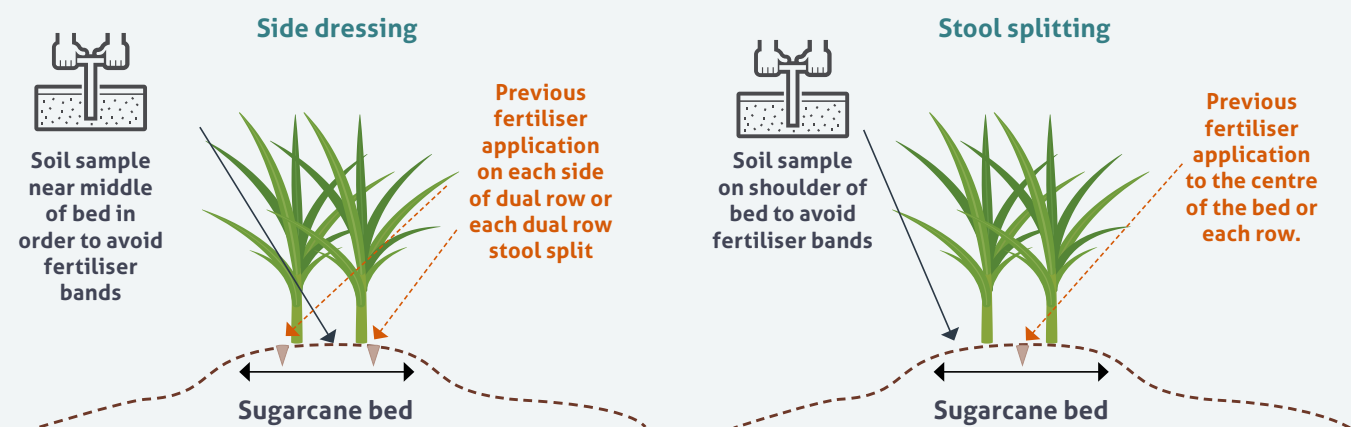 Side dressing
Soil sample
near middle
of bed in
order to avoid
fertiliser
bands
Previous
fertiliser
application
on each side
of dual row or
each dual row
stool split
Sugarcane bed
Stool splitting
Soil sample
on shoulder of
bed to avoid
fertiliser bands
Previous
fertiliser
application
to the centre
of the bed or
each row.
Sugarcane bed